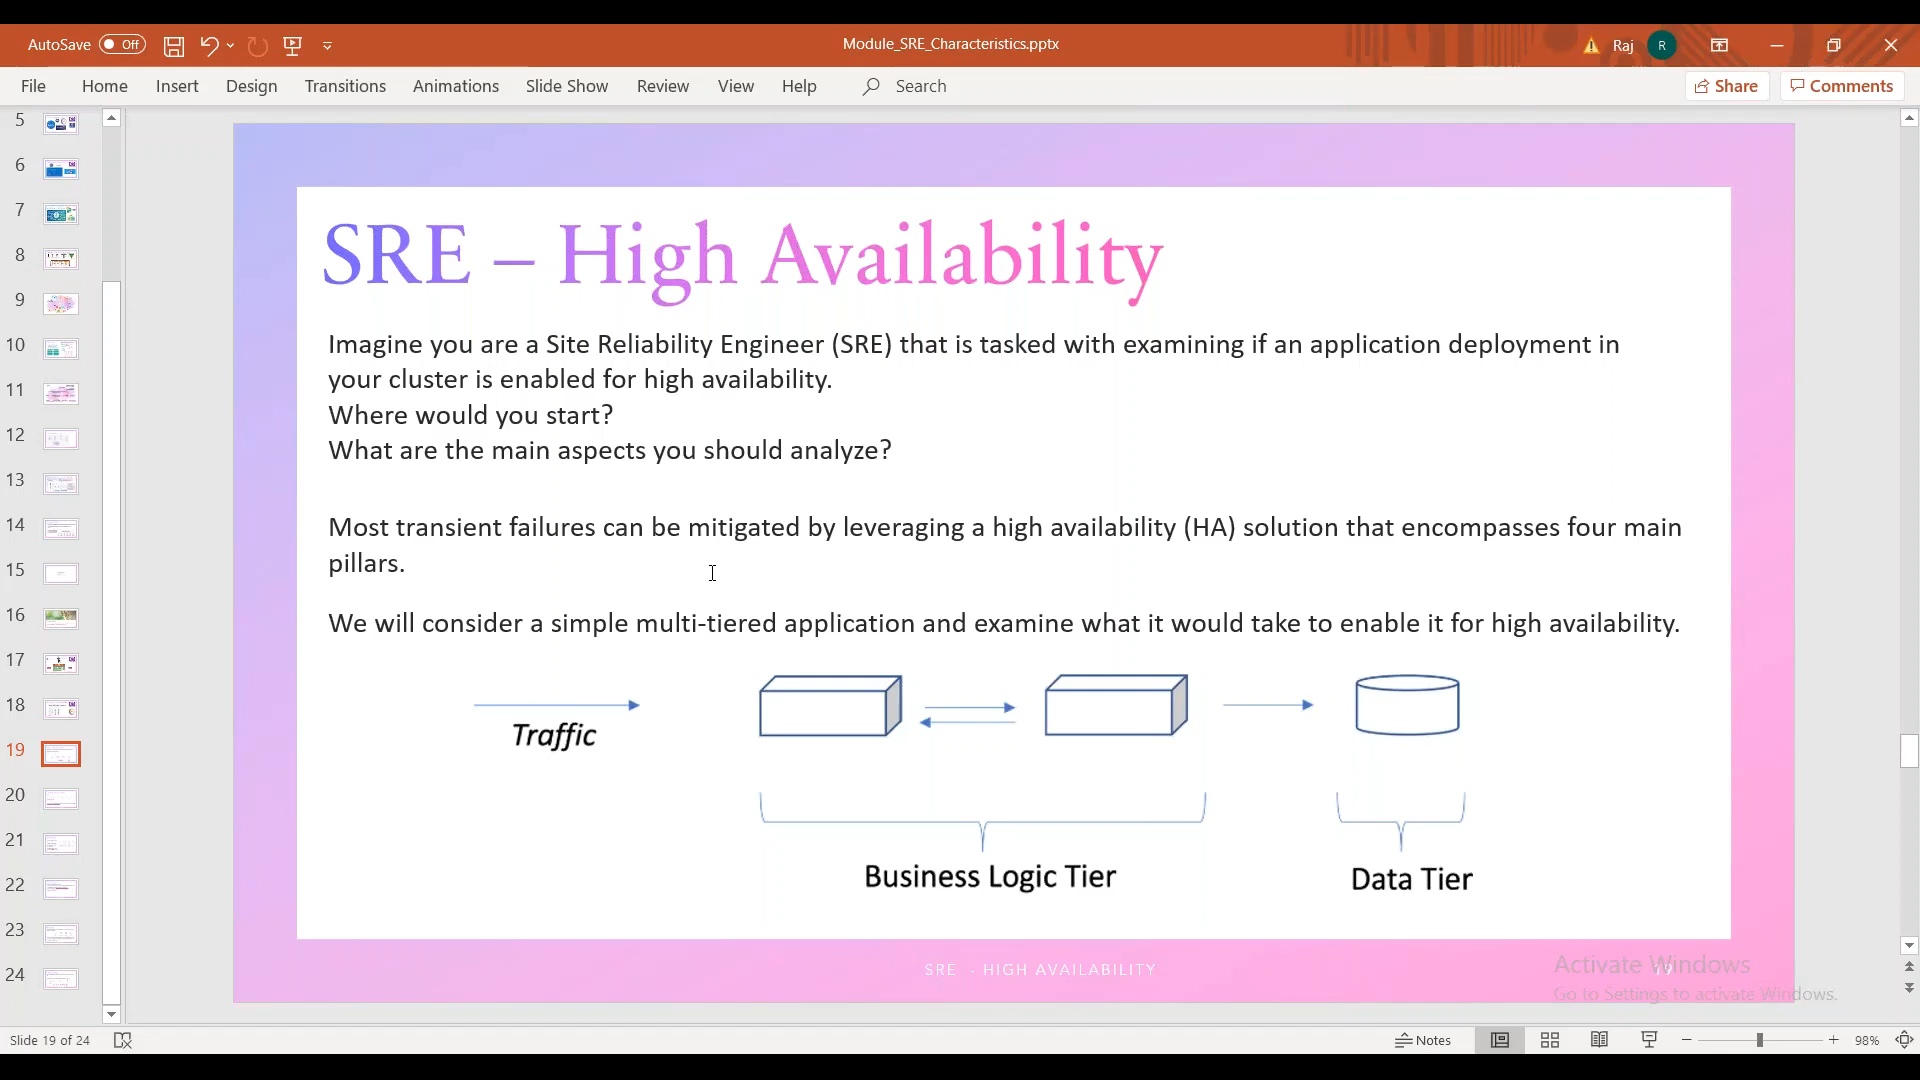 AutoSave Off
Module_SRE_Characteristics.pptx
Raj R
File Home Insert Design Transitions Animations Slide Show Review View Help Search
Share Comments
5
6
7
8
9
10
11
12
13
14
15
16
17
18
19
20
21
22
23
24
SRE – High Availability
Imagine you are a Site Reliability Engineer (SRE) that is tasked with examining if an application deployment in
your cluster is enabled for high availability.
Where would you start?
What are the main aspects you should analyze?
Most transient failures can be mitigated by leveraging a high availability (HA) solution that encompasses four main
pillars.
We will consider a simple multi-tiered application and examine what it would take to enable it for high availability.
Traffic
Business Logic Tier
Data Tier
SRE - HIGH AVAILABILITY
19
Activate Windows
Go to Settings to activate Windows.
Slide 19 of 24
Notes
98%